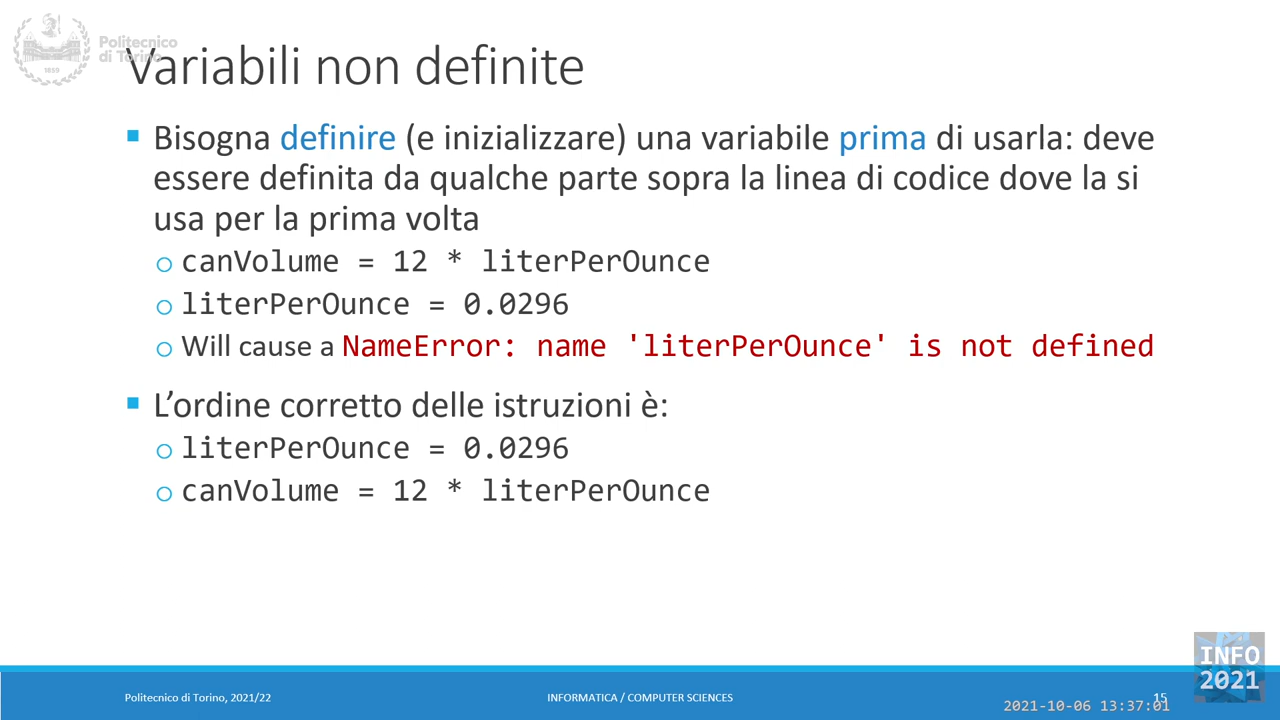 Politecnico
di Torino
1859
Variabili non definite
Bisogna definire (e inizializzare) una variabile prima di usarla: deve
essere definita da qualche parte sopra la linea di codice dove la si
usa per la prima volta
canVolume = 12 * literPerOunce
literPerOunce = 0.0296
Will cause a NameError: name 'literPerOunce' is not defined
L’ordine corretto delle istruzioni è:
literPerOunce = 0.0296
canVolume = 12 * literPerOunce
INFO
2021
Politecnico di Torino, 2021/22
INFORMATICA / COMPUTER SCIENCES
15
2021-10-06 13:37:01